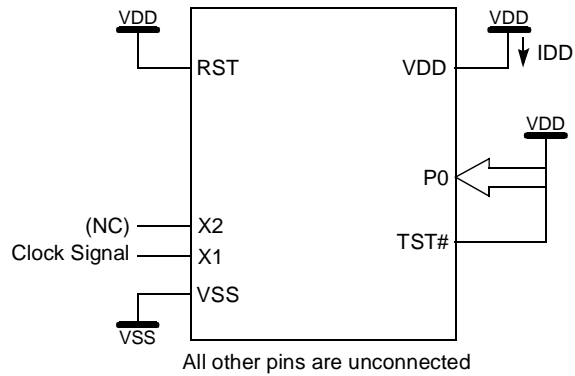 VDD
VDD
IDD
RST
VDD
VDD
P0
(NC)
X2
TST#
Clock Signal
X1
VSS
VSS
All other pins are unconnected